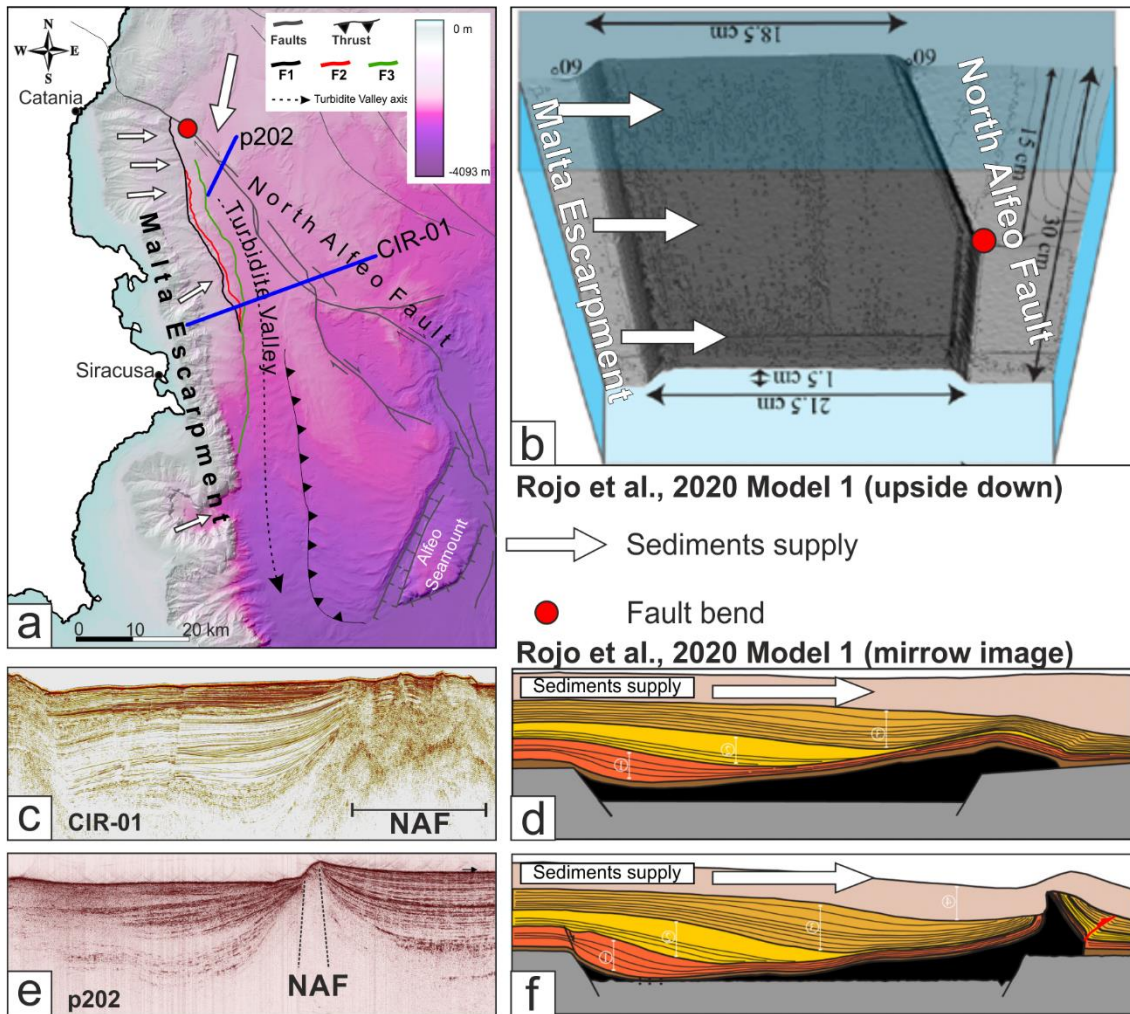 N
W E
S
Catania
Faults Thrust
F1 F2 F3
Turbidite Valley axis
0 m
-4093 m
p202
North Alfeo Fault
CIR-01
Turbidite Valley
Malta Escarpment
Siracusa
Alfeo
Seamount
0 10 20 km
a
18.5 cm
60°
60°
Malta Escarpment
North Alfeo Fault
15 cm
30 cm
1.5 cm
21.5 cm
b
Rojo et al., 2020 Model 1 (upside down)
Sediments supply
Fault bend
Rojo et al., 2020 Model 1 (mirrow image)
c
CIR-01
NAF
Sediments supply
d
e
p202
NAF
Sediments supply
f